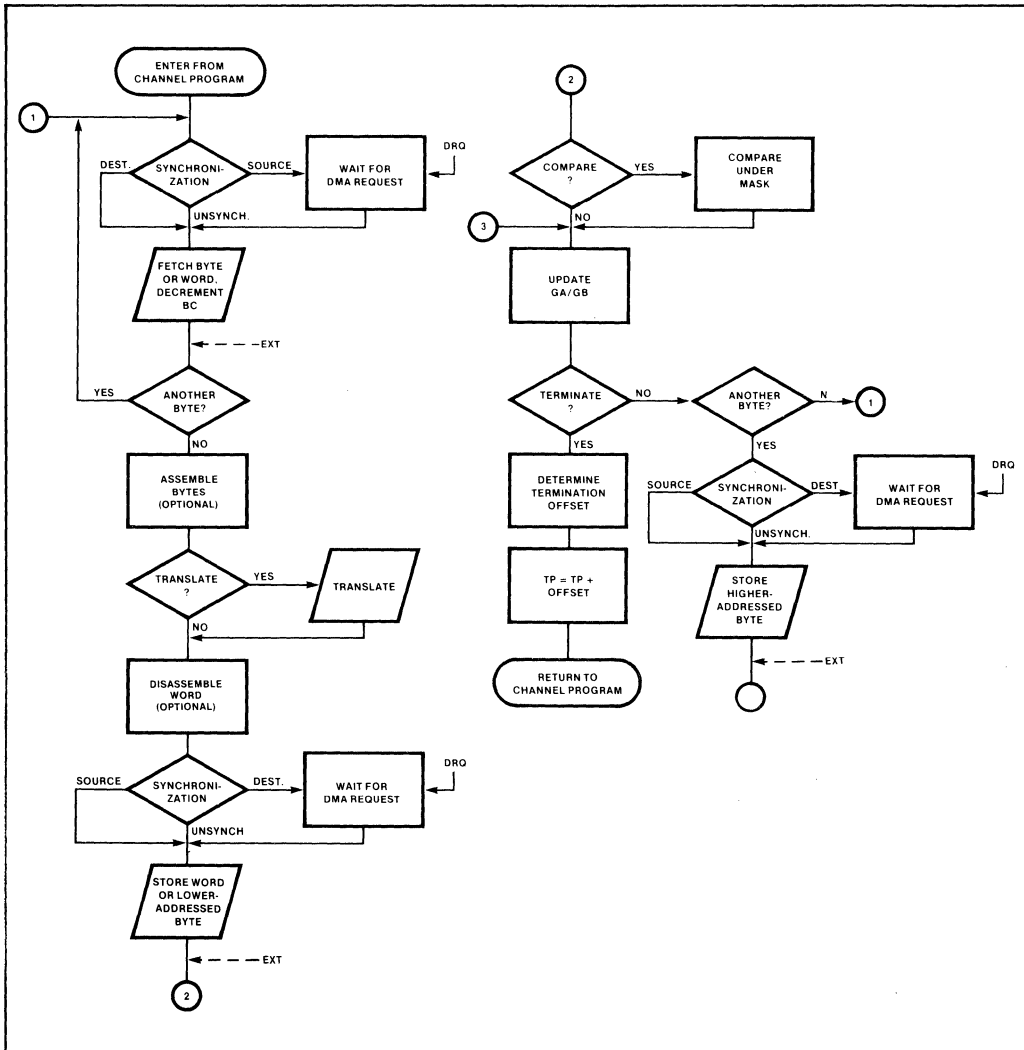 ENTER FROM
CHANNEL PROGRAM
1
DEST.
SYNCHRONI-
ZATION
SOURCE
WAIT FOR
DMA REQUEST
DRQ
UNSYNCH.
FETCH BYTE
OR WORD,
DECREMENT
BC
EXT
YES
ANOTHER
BYTE?
NO
ASSEMBLE
BYTES
(OPTIONAL)
TRANSLATE
?
YES
TRANSLATE
NO
DISASSEMBLE
WORD
(OPTIONAL)
SOURCE
SYNCHRONI-
ZATION
DEST.
WAIT FOR
DMA REQUEST
DRQ
UNSYNCH
STORE WORD
OR LOWER-
ADDRESSED
BYTE
EXT
2
2
COMPARE
?
YES
COMPARE
UNDER
MASK
NO
3
UPDATE
GA/GB
TERMINATE
?
NO
ANOTHER
BYTE?
N
1
YES
DETERMINE
TERMINATION
OFFSET
TP = TP +
OFFSET
RETURN TO
CHANNEL PROGRAM
YES
SOURCE
SYNCHRONI-
ZATION
DEST
WAIT FOR
DMA REQUEST
DRQ
UNSYNCH.
STORE
HIGHER-
ADDRESSED
BYTE
EXT